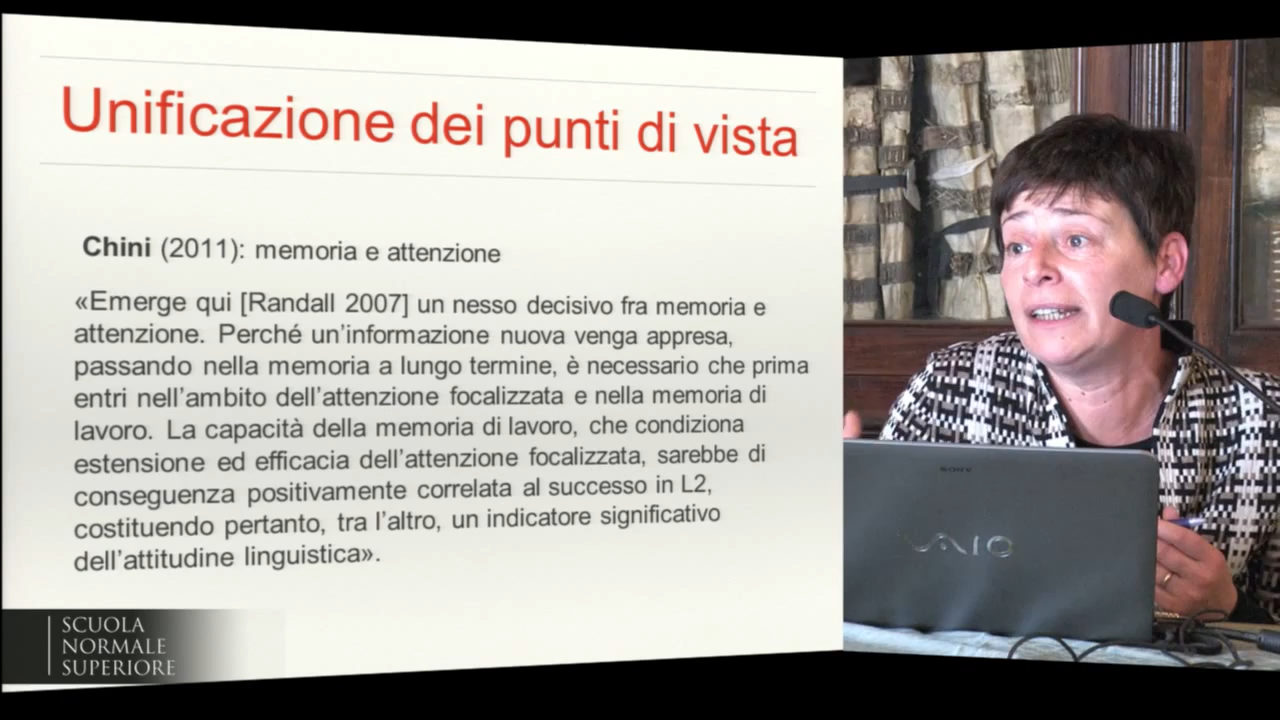 Unificazione dei punti di vista
Chini (2011): memoria e attenzione
«Emerge qui [Randall 2007] un nesso decisivo fra memoria e
attenzione. Perché un'informazione nuova venga appresa,
passando nella memoria a lungo termine, è necessario che prima
entri nell'ambito dell'attenzione focalizzata e nella memoria di
lavoro. La capacità della memoria di lavoro, che condiziona
estensione ed efficacia dell'attenzione focalizzata, sarebbe di
conseguenza positivamente correlata al successo in L2,
costituendo pertanto, tra l'altro, un indicatore significativo
dell'attitudine linguistica».
SCUOLA
NORMALE
SUPERIORE
SONY
VAIO